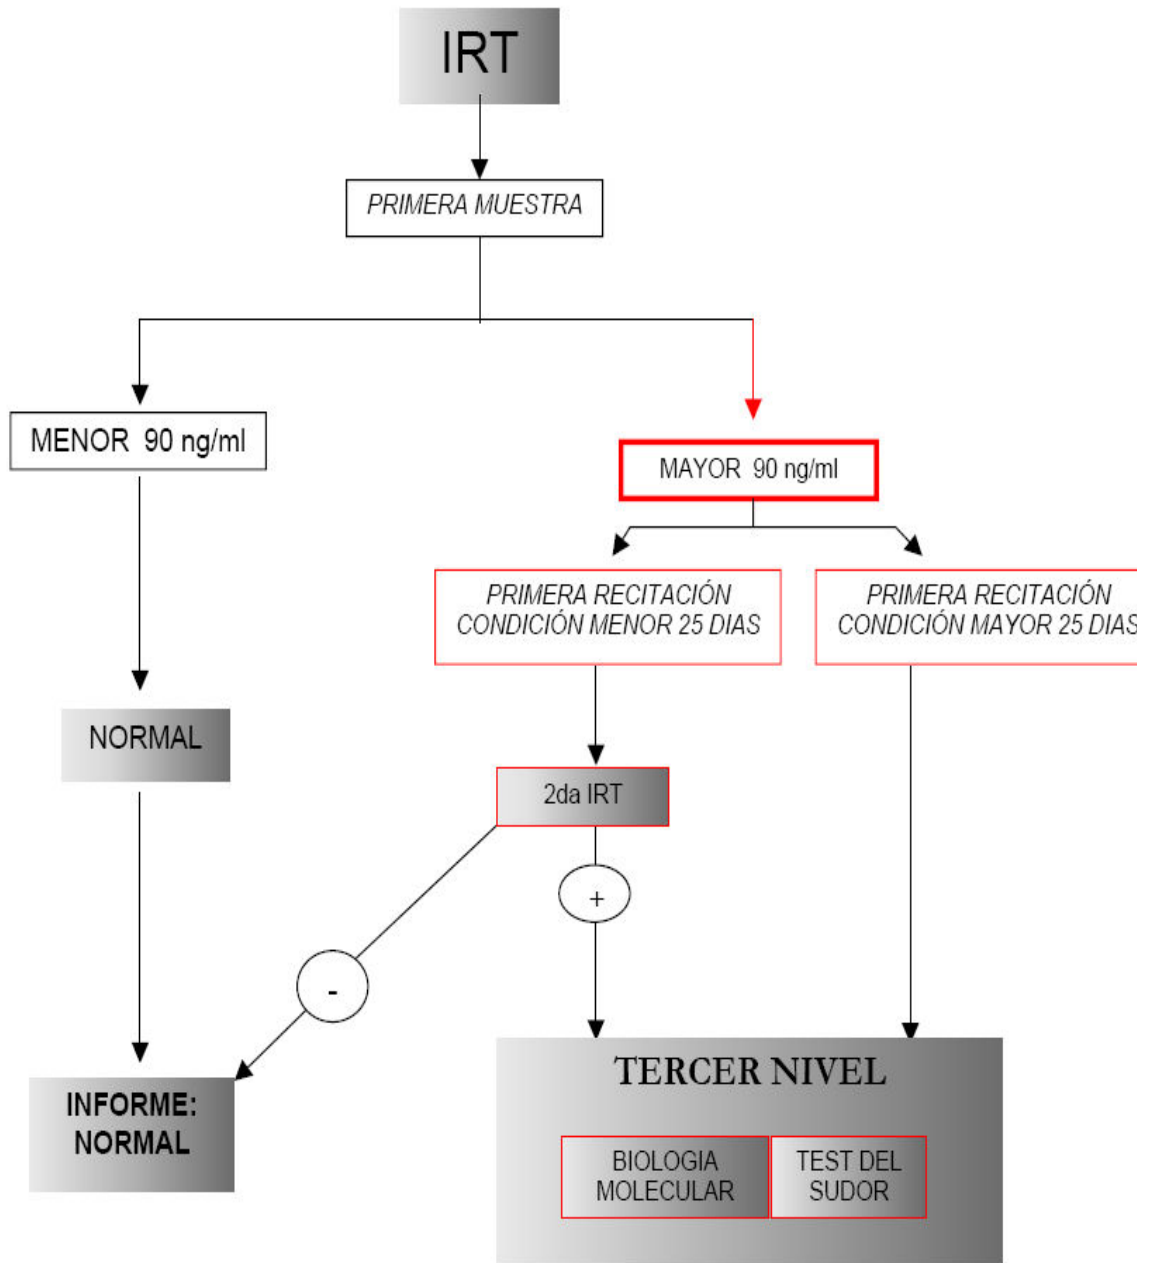 IRT
PRIMERA MUESTRA
MENOR 90 ng/ml
MAYOR 90 ng/ml
PRIMERA RECITACIÓN
CONDICIÓN MENOR 25 DIAS
PRIMERA RECITACIÓN
CONDICIÓN MAYOR 25 DIAS
NORMAL
2da IRT
+
-
INFORME:
NORMAL
TERCER NIVEL
BIOLOGIA
MOLECULAR
TEST DEL
SUDOR